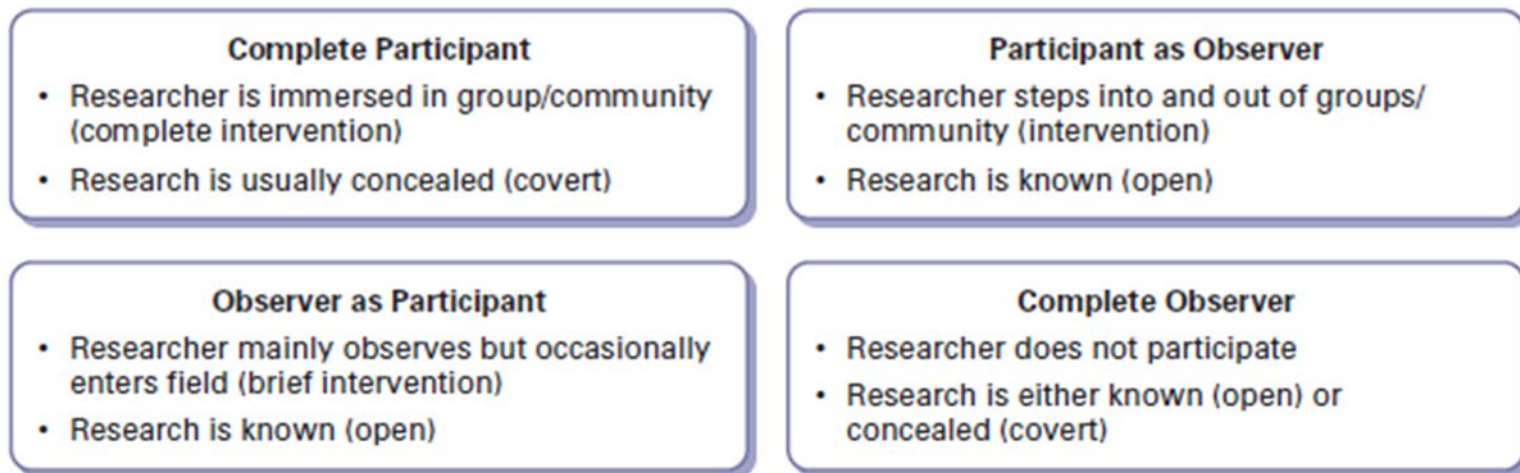 Complete Participant
• Researcher is immersed in group/community
(complete intervention)
• Research is usually concealed (covert)
Participant as Observer
• Researcher steps into and out of groups/
community (intervention)
• Research is known (open)
Observer as Participant
• Researcher mainly observes but occasionally
enters field (brief intervention)
• Research is known (open)
Complete Observer
• Researcher does not participate
• Research is either known (open) or
concealed (covert)